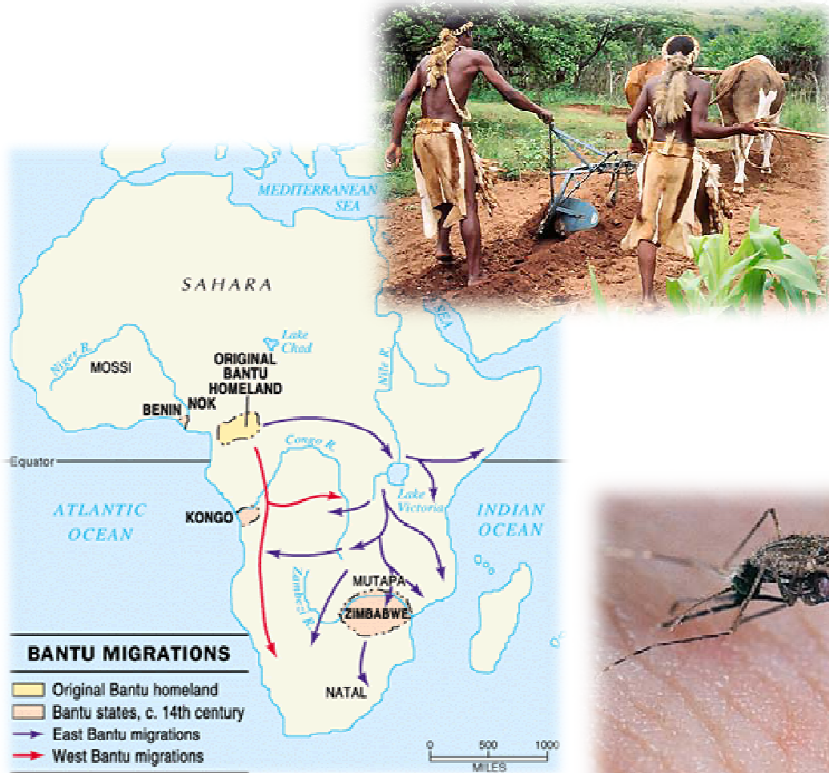 MEDITERRANEAN
SEA
SAHARA
SEA
Niger R.
MOSSI
Lake
Chad
Nile R.
ORIGINAL
BANTU
HOMELAND
BENIN
NOK
Congo R.
Equator
Lake
Victoria
ATLANTIC
OCEAN
KONGO
INDIAN
OCEAN
Zambezi R.
MUTAPA
ZIMBABWE
NATAL
BANTU MIGRATIONS
Original Bantu homeland
Bantu states, c. 14th century
East Bantu migrations
West Bantu migrations
0 500 1000
MILES